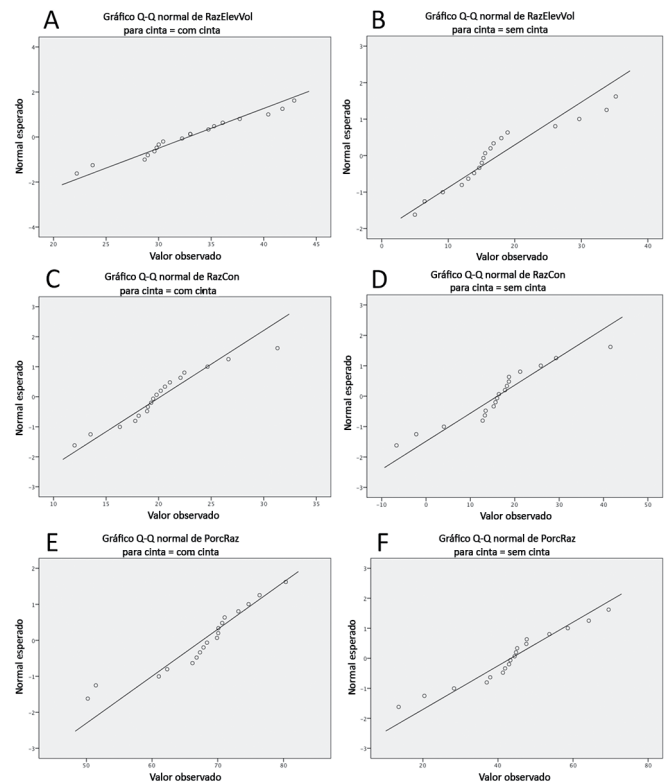 A
Gráfico Q-Q normal de RazElevVol
para cinta = com cinta
Normal esperado
4
2
0
-2
-4
20 25 30 35 40 45
Valor observado
B
Gráfico Q-Q normal de RazElevVol
para cinta = sem cinta
Normal esperado
3
2
1
0
-1
-2
0 10 20 30 40
Valor observado
C
Gráfico Q-Q normal de RazCon
para cinta = com cinta
Normal esperado
3
2
1
0
-1
-2
-3
10 15 20 25 30 35
Valor observado
D
Gráfico Q-Q normal de RazCon
para cinta = sem cinta
Normal esperado
3
2
1
0
-1
-2
-3
-10 0 10 20 30 40 50
Valor observado
E
Gráfico Q-Q normal de PorcRaz
para cinta = com cinta
Normal esperado
2
1
0
-1
-2
-3
50 60 70 80
Valor observado
F
Gráfico Q-Q normal de PorcRaz
para cinta = sem cinta
Normal esperado
3
2
1
0
-1
-2
-3
20 40 60 80
Valor observado